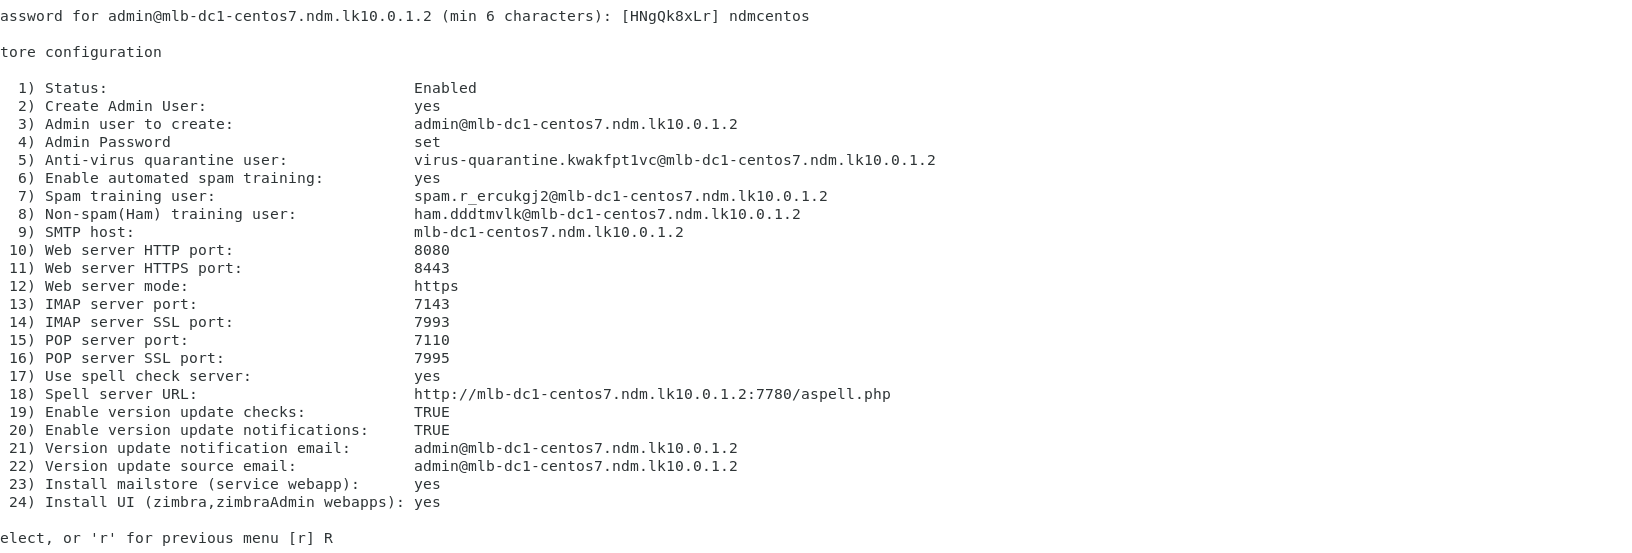 assword for admin@mlb-dc1-centos7.ndm.lk10.0.1.2 (min 6 characters): [HNgQk8xLr] ndmcentos
tore configuration
1) Status: Enabled
2) Create Admin User: yes
3) Admin user to create: admin@mlb-dc1-centos7.ndm.lk10.0.1.2
4) Admin Password set
5) Anti-virus quarantine user: virus-quarantine.kwakfpt1vc@mlb-dc1-centos7.ndm.lk10.0.1.2
6) Enable automated spam training: yes
7) Spam training user: spam.r_ercukgj2@mlb-dc1-centos7.ndm.lk10.0.1.2
8) Non-spam(Ham) training user: ham.dddtmvlk@mlb-dc1-centos7.ndm.lk10.0.1.2
9) SMTP host: mlb-dc1-centos7.ndm.lk10.0.1.2
10) Web server HTTP port: 8080
11) Web server HTTPS port: 8443
12) Web server mode: https
13) IMAP server port: 7143
14) IMAP server SSL port: 7993
15) POP server port: 7110
16) POP server SSL port: 7995
17) Use spell check server: yes
18) Spell server URL: http://mlb-dc1-centos7.ndm.lk10.0.1.2:7780/aspell.php
19) Enable version update checks: TRUE
20) Enable version update notifications: TRUE
21) Version update notification email: admin@mlb-dc1-centos7.ndm.lk10.0.1.2
22) Version update source email: admin@mlb-dc1-centos7.ndm.lk10.0.1.2
23) Install mailstore (service webapp): yes
24) Install UI (zimbra,zimbraAdmin webapps): yes
elect, or 'r' for previous menu [r] R